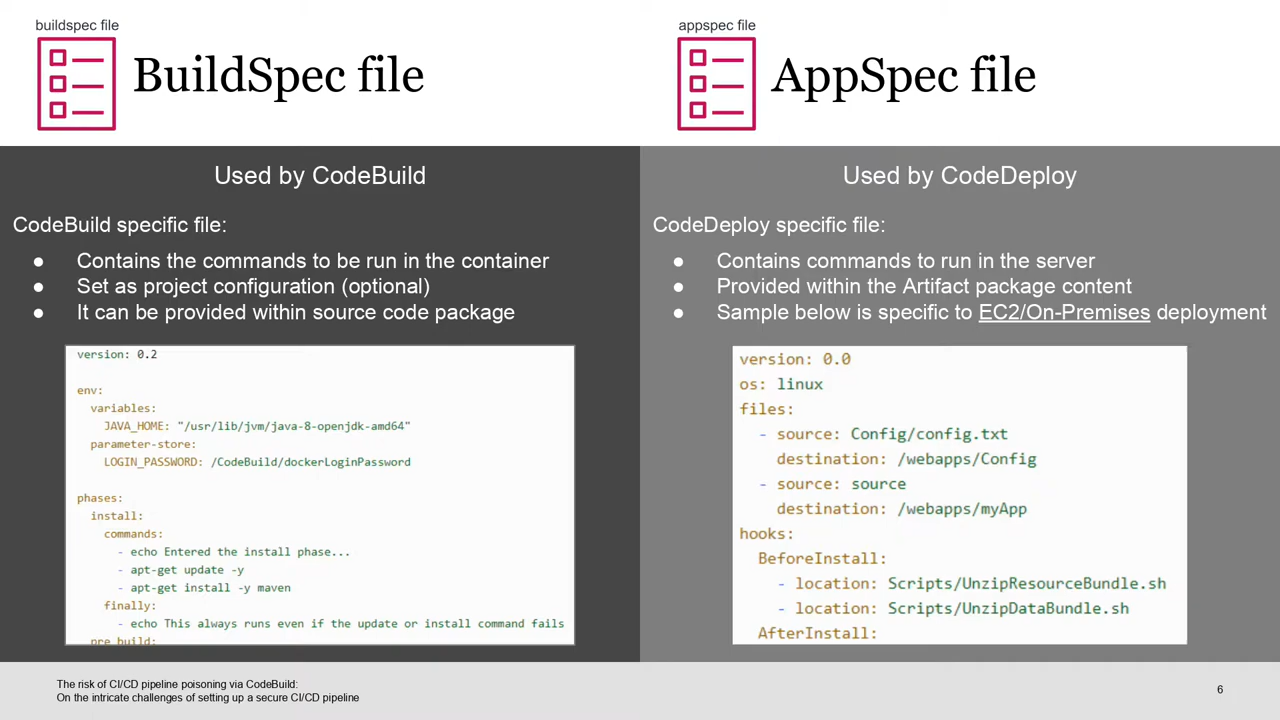 buildspec file
BuildSpec file
Used by CodeBuild
CodeBuild specific file:
● Contains the commands to be run in the container
● Set as project configuration (optional)
● It can be provided within source code package
version: 0.2
env:
variables:
JAVA_HOME: "/usr/lib/jvm/java-8-openjdk-amd64"
parameter-store:
LOGIN_PASSWORD: /CodeBuild/dockerLoginPassword
phases:
install:
commands:
- echo Entered the install phase...
- apt-get update -y
- apt-get install -y maven
finally:
- echo This always runs even if the update or install command fails
pre_build:
appspec file
AppSpec file
Used by CodeDeploy
CodeDeploy specific file:
● Contains commands to run in the server
● Provided within the Artifact package content
● Sample below is specific to EC2/On-Premises deployment
version: 0.0
os: linux
files:
- source: Config/config.txt
destination: /webapps/Config
- source: source
destination: /webapps/myApp
hooks:
BeforeInstall:
- location: Scripts/UnzipResourceBundle.sh
- location: Scripts/UnzipDataBundle.sh
AfterInstall:
The risk of CI/CD pipeline poisoning via CodeBuild:
On the intricate challenges of setting up a secure CI/CD pipeline
6